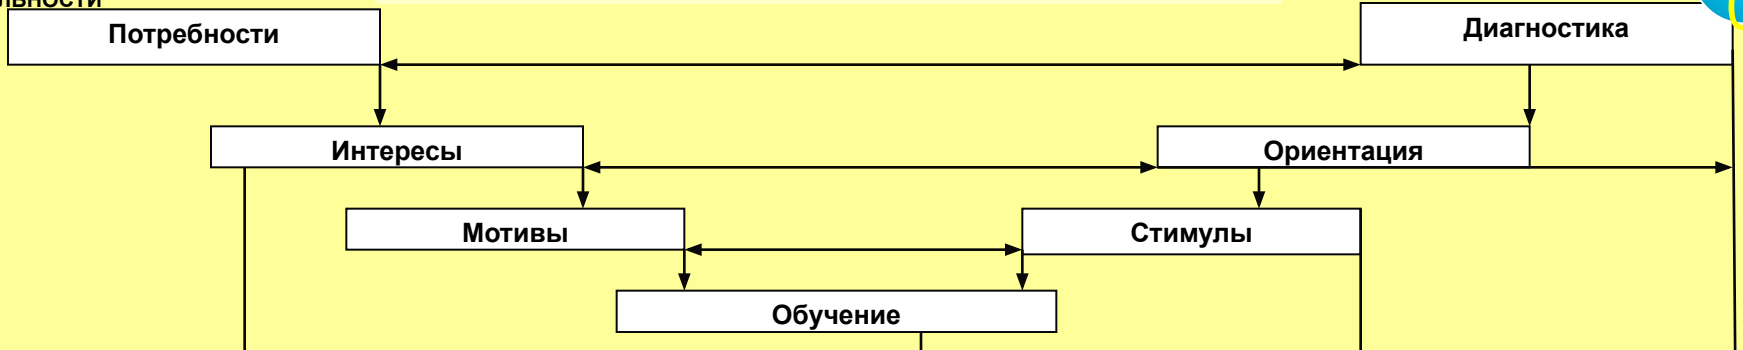 Потребности
Диагностика
Интересы
Ориентация
Мотивы
Стимулы
Обучение